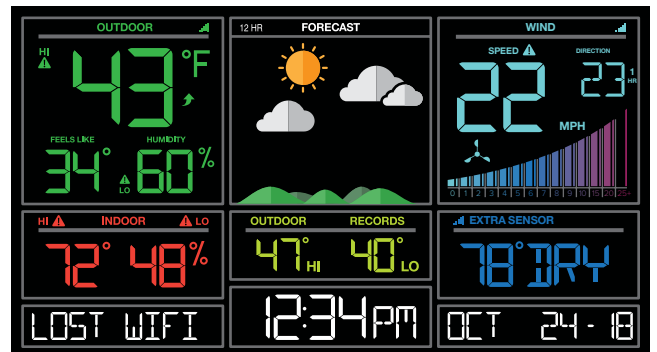 OUTDOOR
HI
43°F
FEELS LIKE HUMIDITY
34° LO 60%
12 HR FORECAST
WIND
SPEED DIRECTION
22 23 1 HR
MPH
0 1 2 3 4 5 6 7 8 9 10 15 20 25+
HI INDOOR LO
72° 48%
OUTDOOR RECORDS
47° HI 40° LO
EXTRA SENSOR
78° DRY
LOST WIFI
12:34 PM
OCT 24-18